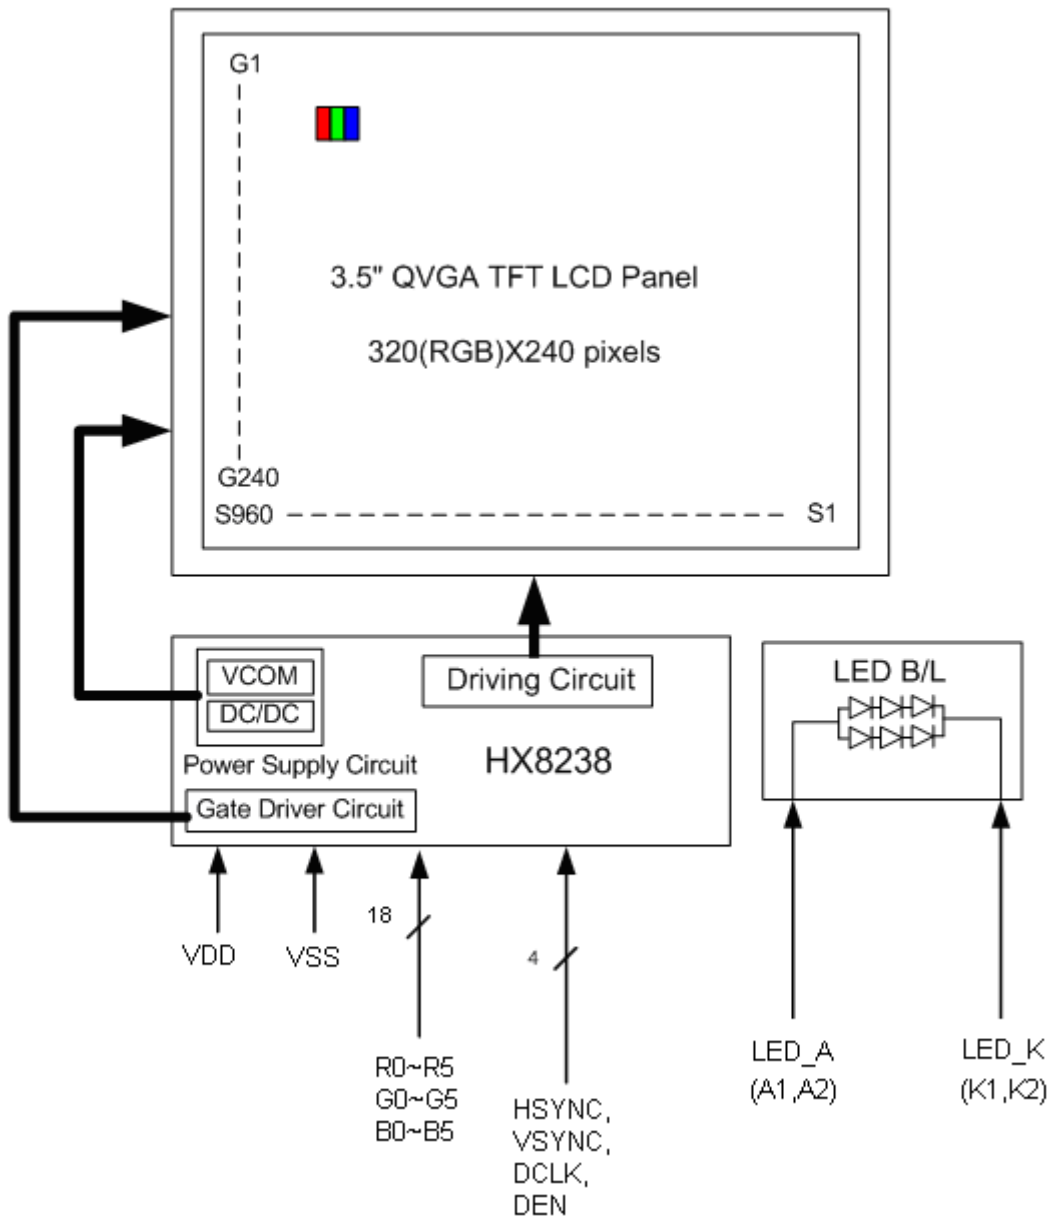 G1
3.5" QVGA TFT LCD Panel
320(RGB)X240 pixels
G240
S960
S1
VCOM
DC/DC
Power Supply Circuit
Gate Driver Circuit
Driving Circuit
HX8238
LED B/L
18
4
VDD
VSS
R0~R5
G0~G5
B0~B5
HSYNC,
VSYNC,
DCLK,
DEN
LED_A
(A1,A2)
LED_K
(K1,K2)